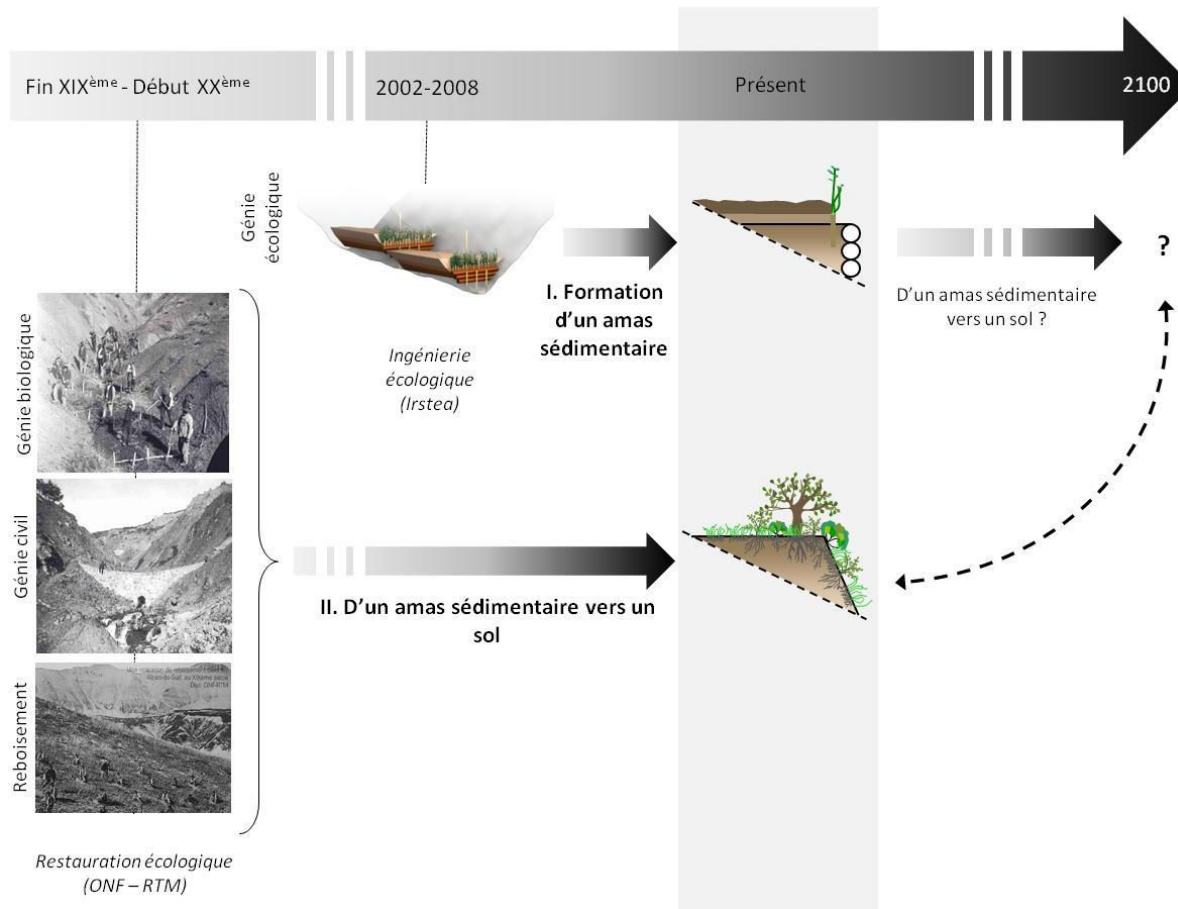 Fin XIXème - Début XXème
2002-2008
Présent
2100
Génie
écologique
I. Formation
d'un amas
sédimentaire
?
D'un amas sédimentaire
vers un sol ?
Ingénierie
écologique
(Irstea)
Génie biologique
Génie civil
Reboisement
II. D'un amas sédimentaire vers un
sol
Restauration écologique
(ONF – RTM)